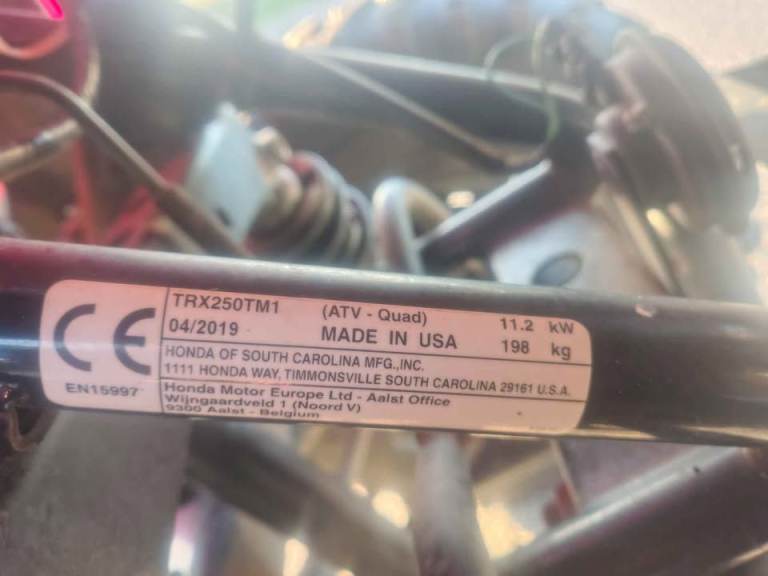 CE
EN15997
TRX250TM1 (ATV - Quad) 11.2 kW
04/2019 MADE IN USA 198 kg
HONDA OF SOUTH CAROLINA MFG.,INC.
1111 HONDA WAY, TIMMONSVILLE SOUTH CAROLINA 29161 U.S.A.
Honda Motor Europe Ltd - Aalst Office
Wijngaardveld 1 (Noord V)
9300 Aalst - Belgium